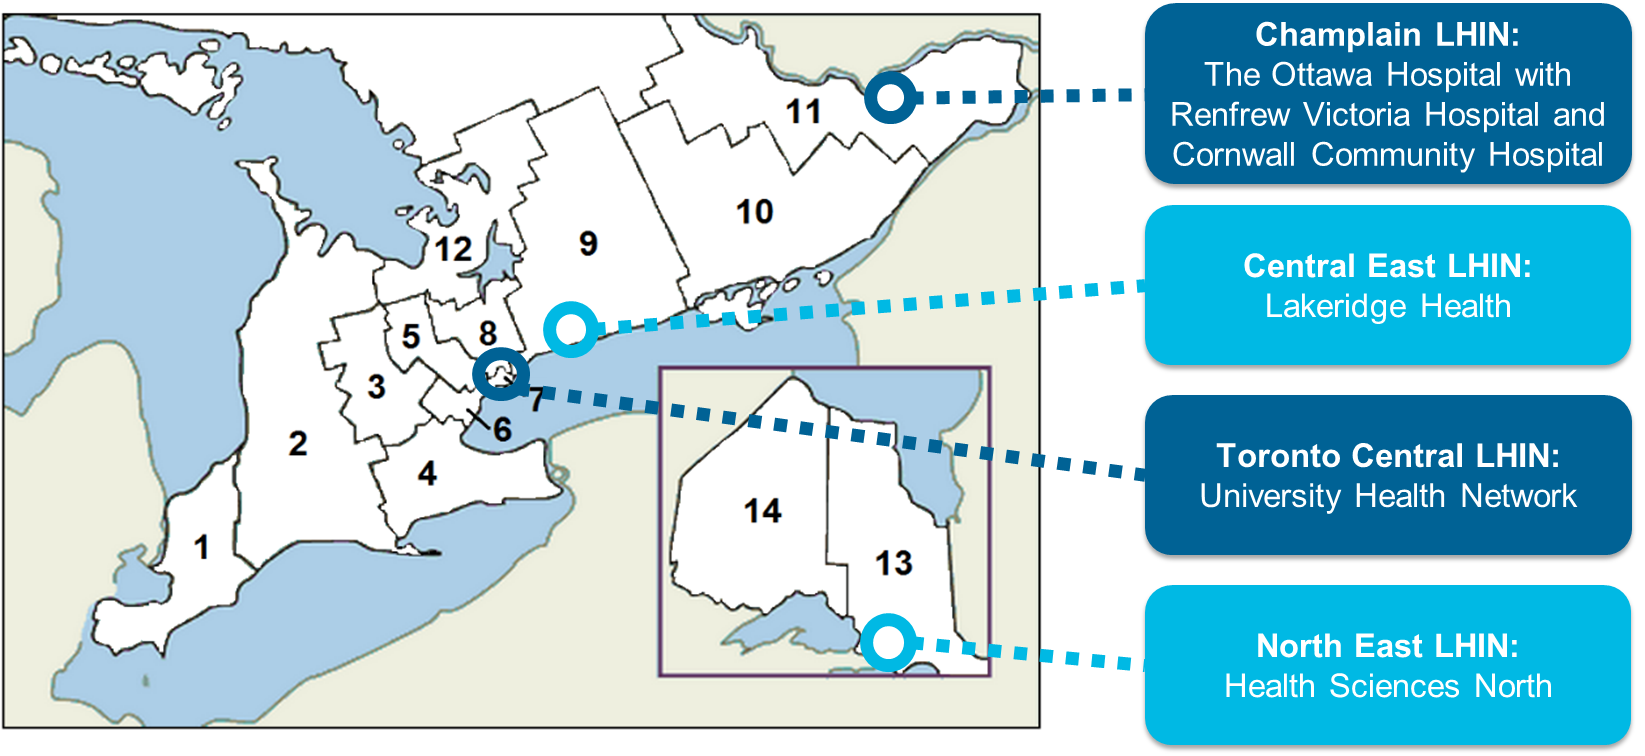 Champlain LHIN:
The Ottawa Hospital with
Renfrew Victoria Hospital and
Cornwall Community Hospital
Central East LHIN:
Lakeridge Health
Toronto Central LHIN:
University Health Network
North East LHIN:
Health Sciences North
11
10
9
12
8
5
3
7
6
2
4
1
14
13